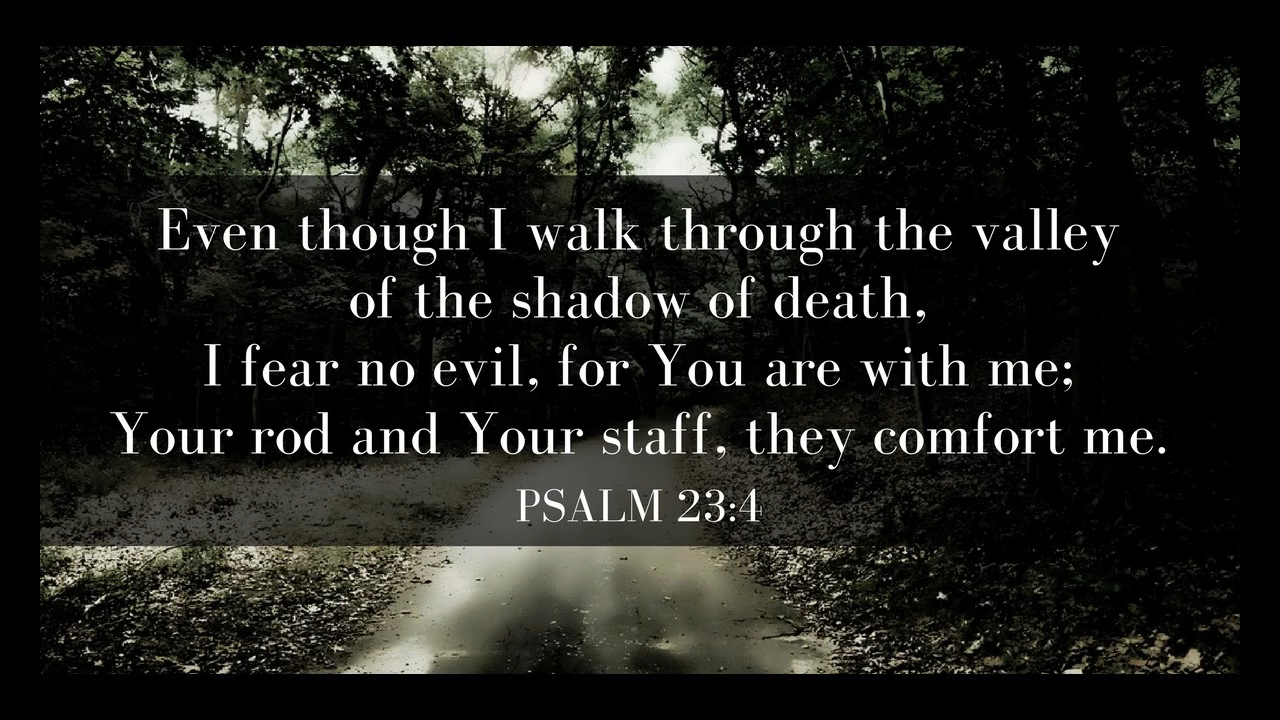 Even though I walk through the valley
of the shadow of death,
I fear no evil, for You are with me;
Your rod and Your staff, they comfort me.
PSALM 23:4